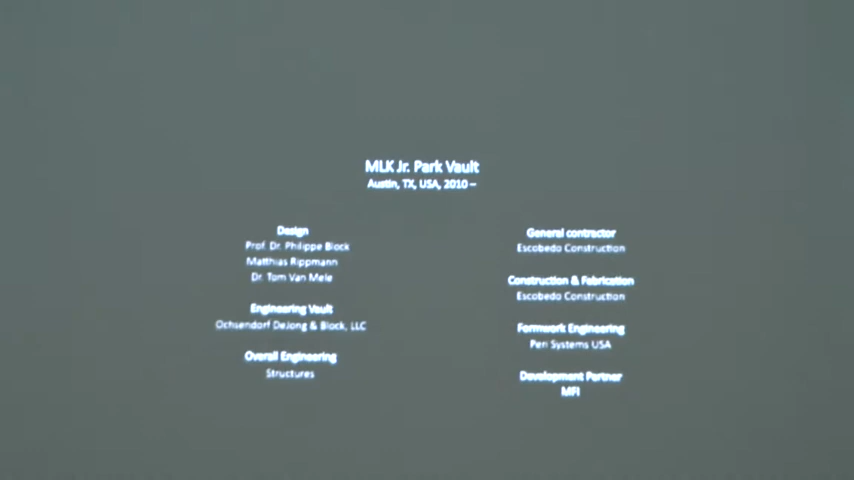 MLK Jr. Park Vault
Austin, TX, USA, 2010 –
Design
Prof. Dr. Philippe Block
Matthias Rippmann
Dr. Tom Van Mele
Engineering Vault
Ochsendorf DeJong & Block, LLC
Overall Engineering
Structures
General contractor
Escobedo Construction
Construction & Fabrication
Escobedo Construction
Formwork Engineering
Peri Systems USA
Development Partner
MFI